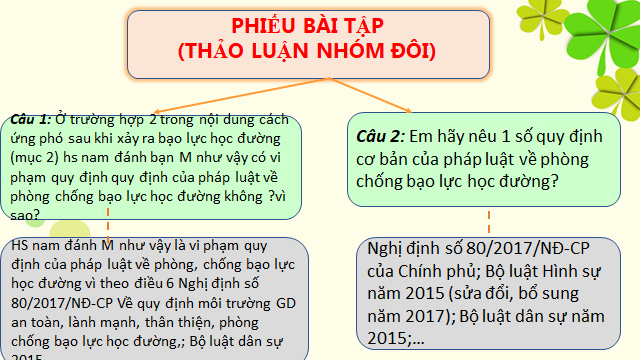 PHIẾU BÀI TẬP
(THẢO LUẬN NHÓM ĐÔI)
Câu 1: Ở trường hợp 2 trong nội dung cách
ứng phó sau khi xảy ra bạo lực học đường
(mục 2) hs nam đánh bạn M như vậy có vi
phạm quy định quy định của pháp luật về
phòng chống bạo lực học đường không ?vì
sao?
Câu 2: Em hãy nêu 1 số quy định
cơ bản của pháp luật về phòng
chống bạo lực học đường?
HS nam đánh M như vậy là vi phạm quy
định của pháp luật về phòng, chống bạo lực
học đường vì theo điều 6 Nghị định số
80/2017/NĐ-CP Về quy định môi trường GD
an toàn, lành mạnh, thân thiện, phòng
chống bạo lực học đường,; Bộ luật dân sự
2015
Nghị định số 80/2017/NĐ-CP
của Chính phủ; Bộ luật Hình sự
năm 2015 (sửa đổi, bổ sung
năm 2017); Bộ luật dân sự năm
2015;...